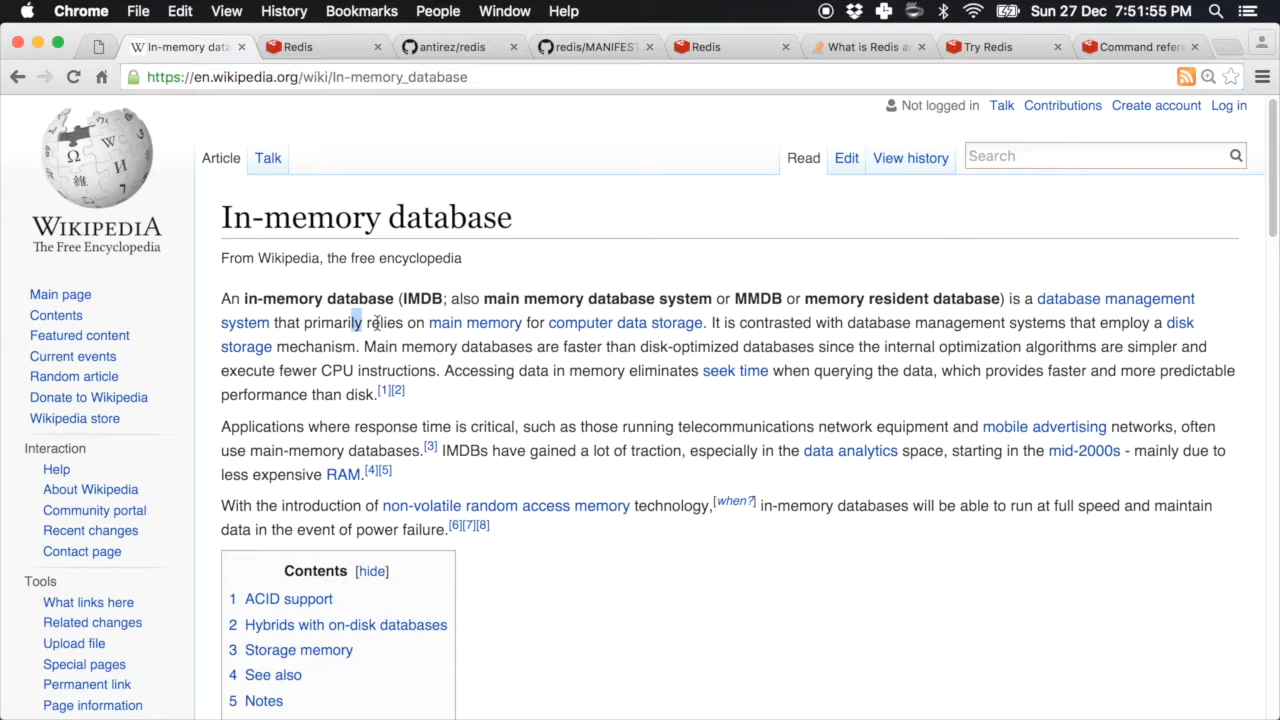 Chrome File Edit View History Bookmarks People Window Help Sun 27 Dec 7:51:55 PM
In-memory data
Redis
antirez/redis
redis/MANIFEST
Redis
What is Redis a
Try Redis
Command refere
https://en.wikipedia.org/wiki/In-memory_database
Not logged in Talk Contributions Create account Log in
Article Talk Read Edit View history Search
WIKIPEDIA
The Free Encyclopedia
Main page
Contents
Featured content
Current events
Random article
Donate to Wikipedia
Wikipedia store
Interaction
Help
About Wikipedia
Community portal
Recent changes
Contact page
Tools
What links here
Related changes
Upload file
Special pages
Permanent link
Page information
In-memory database
From Wikipedia, the free encyclopedia
An in-memory database (IMDB; also main memory database system or MMDB or memory resident database) is a database management
system that primarily relies on main memory for computer data storage. It is contrasted with database management systems that employ a disk
storage mechanism. Main memory databases are faster than disk-optimized databases since the internal optimization algorithms are simpler and
execute fewer CPU instructions. Accessing data in memory eliminates seek time when querying the data, which provides faster and more predictable
performance than disk.[1][2]
Applications where response time is critical, such as those running telecommunications network equipment and mobile advertising networks, often
use main-memory databases.[3] IMDBs have gained a lot of traction, especially in the data analytics space, starting in the mid-2000s - mainly due to
less expensive RAM.[4][5]
With the introduction of non-volatile random access memory technology,[when?] in-memory databases will be able to run at full speed and maintain
data in the event of power failure.[6][7][8]
Contents [hide]
1 ACID support
2 Hybrids with on-disk databases
3 Storage memory
4 See also
5 Notes